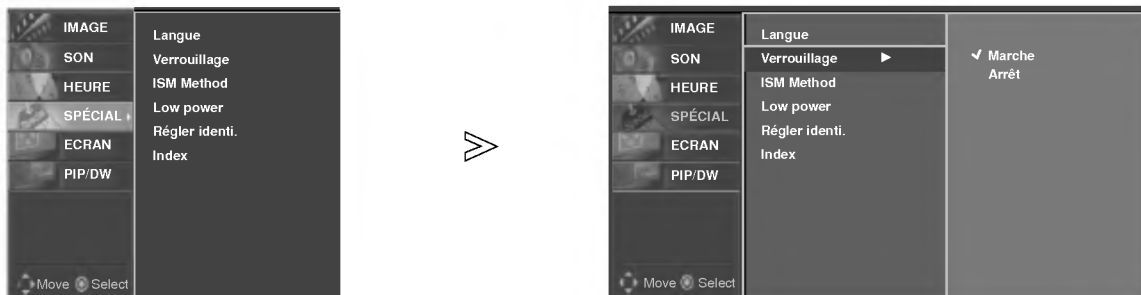 IMAGE
SON
HEURE
SPÉCIAL
ECRAN
PIP/DW
Move Select
Langue
Verrouillage
ISM Method
Low power
Régler identi.
Index
IMAGE
SON
HEURE
SPÉCIAL
ECRAN
PIP/DW
Move Select
Langue
Verrouillage
ISM Method
Low power
Régler identi.
Index
Marche
Arrêt